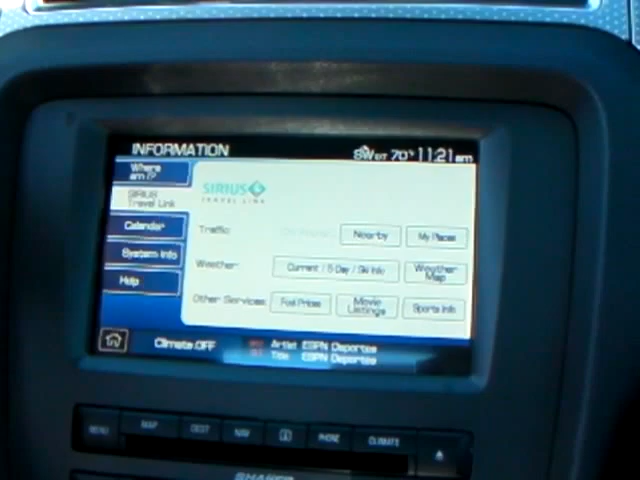 INFORMATION SW 70° 11:21am
Where am I?
SIRIUS Travel Link
Calendar
System Info
Help
SIRIUS
TRAVEL LINK
Traffic: Nearby My Places
Weather: Current / 5 Day / Ski Info Weather Map
Other Services: Fuel Prices Movie Listings Sports Info
Climate OFF
Artist ESPN Deportes
Title ESPN Deportes
MENU MAP DEST NAV i PHONE CLIMATE
SHAKER